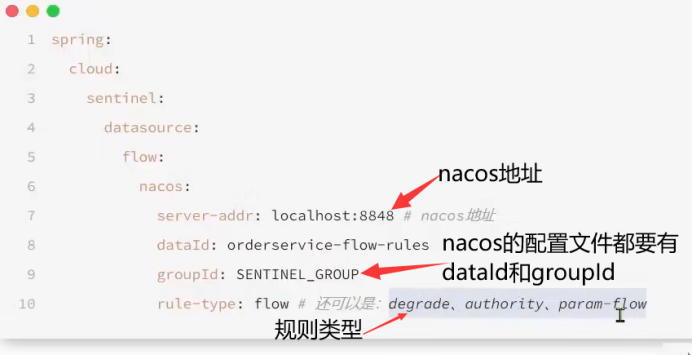 1 spring:
2 cloud:
3 sentinel:
4 datasource:
5 flow:
6 nacos:
nacos地址
7 server-addr: localhost:8848 # nacos地址
8 dataId: orderservice-flow-rules
nacos的配置文件都要有
9 groupId: SENTINEL_GROUP
dataId和groupId
10 rule-type: flow # 还可以是：degrade、authority、param-flow
规则类型